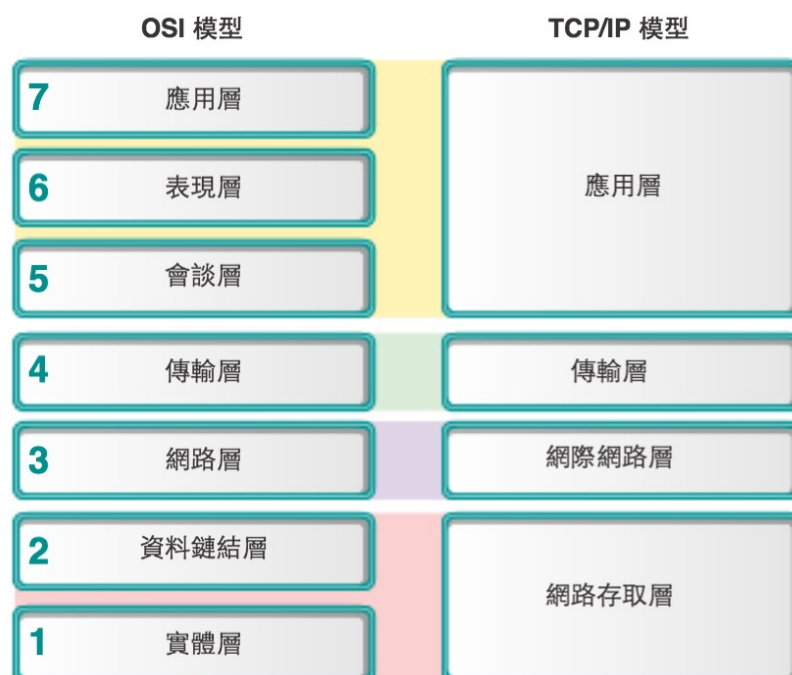 OSI 模型
TCP/IP 模型
7 應用層
6 表現層
5 會談層
應用層
4 傳輸層
傳輸層
3 網路層
網際網路層
2 資料鏈結層
1 實體層
網路存取層